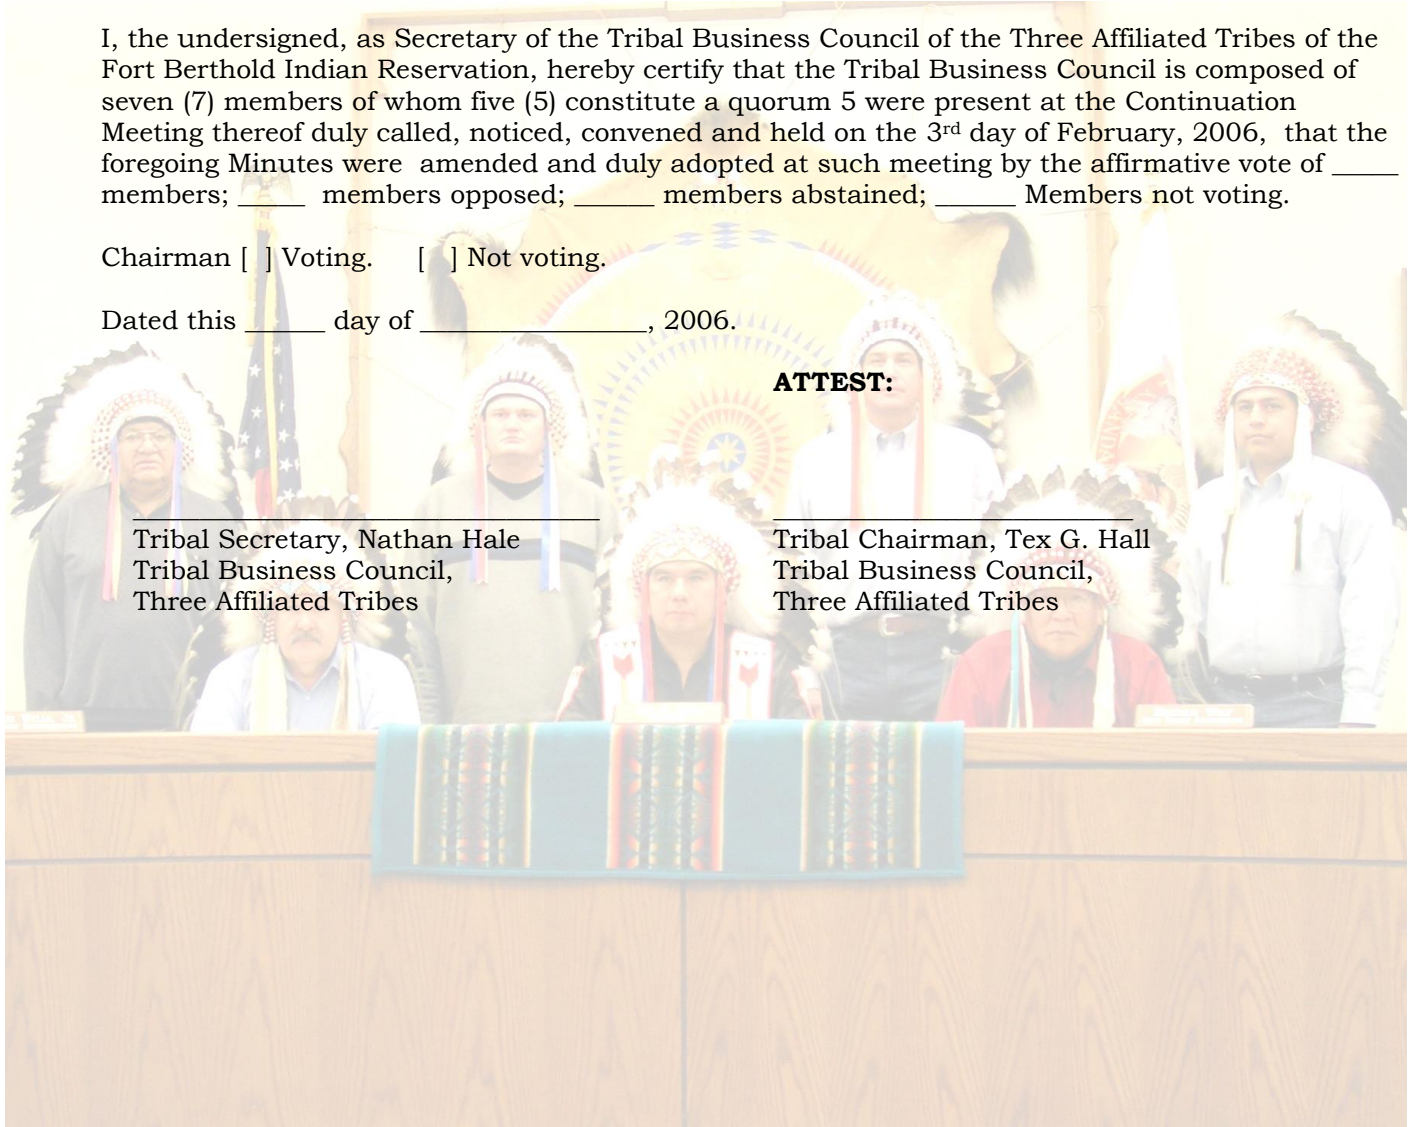 I, the undersigned, as Secretary of the Tribal Business Council of the Three Affiliated Tribes of the
Fort Berthold Indian Reservation, hereby certify that the Tribal Business Council is composed of
seven (7) members of whom five (5) constitute a quorum 5 were present at the Continuation
Meeting thereof duly called, noticed, convened and held on the 3rd day of February, 2006, that the
foregoing Minutes were amended and duly adopted at such meeting by the affirmative vote of _____
members; _____ members opposed; ______ members abstained; ______ Members not voting.
Chairman [ ] Voting. [ ] Not voting.
Dated this ______ day of _________________, 2006.
ATTEST:
___________________________________ ___________________________
Tribal Secretary, Nathan Hale Tribal Chairman, Tex G. Hall
Tribal Business Council, Tribal Business Council,
Three Affiliated Tribes Three Affiliated Tribes